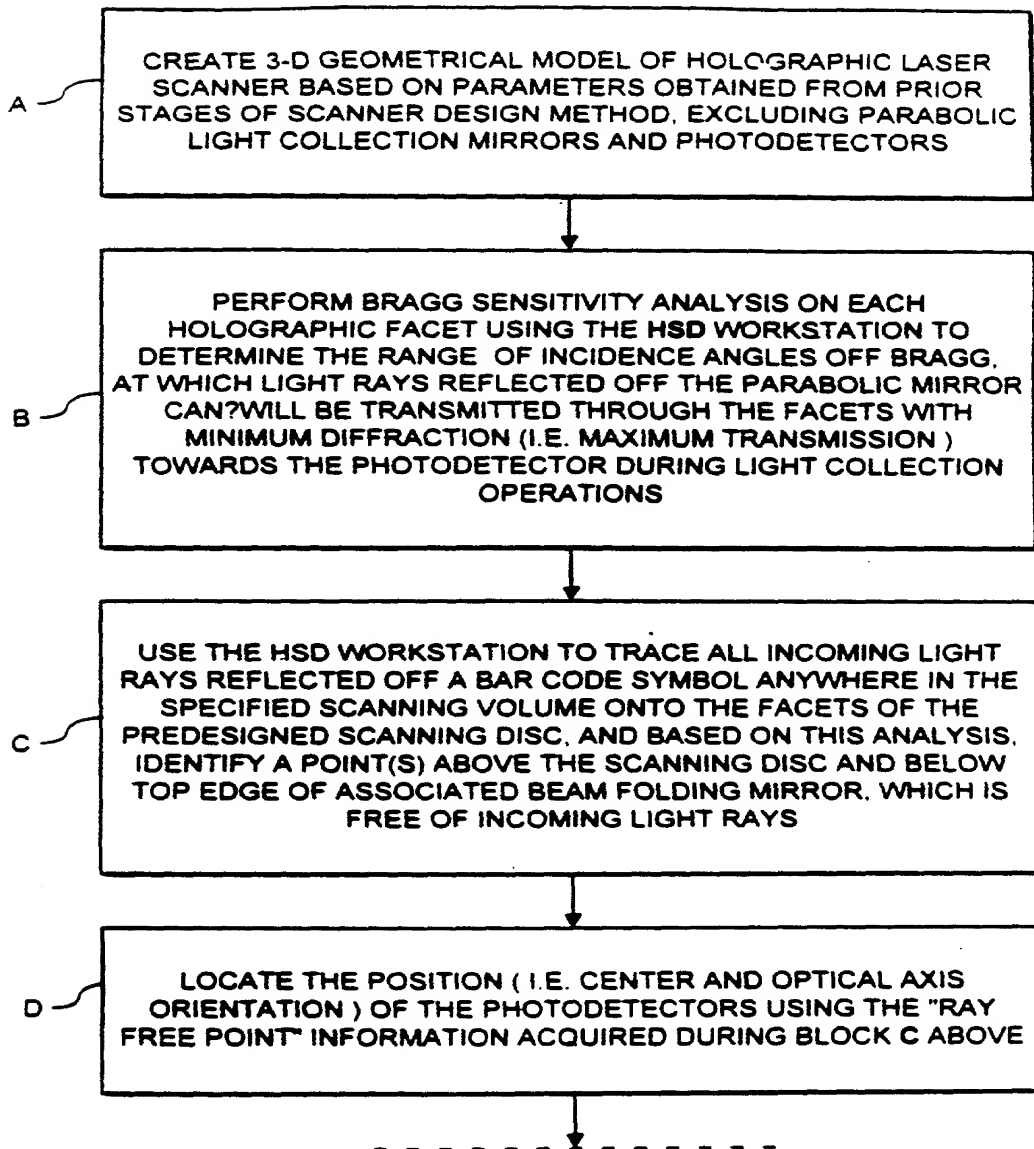 A
CREATE 3-D GEOMETRICAL MODEL OF HOLOGRAPHIC LASER
SCANNER BASED ON PARAMETERS OBTAINED FROM PRIOR
STAGES OF SCANNER DESIGN METHOD, EXCLUDING PARABOLIC
LIGHT COLLECTION MIRRORS AND PHOTODETECTORS
B
PERFORM BRAGG SENSITIVITY ANALYSIS ON EACH
HOLOGRAPHIC FACET USING THE HSD WORKSTATION TO
DETERMINE THE RANGE OF INCIDENCE ANGLES OFF BRAGG,
AT WHICH LIGHT RAYS REFLECTED OFF THE PARABOLIC MIRROR
CAN?WILL BE TRANSMITTED THROUGH THE FACETS WITH
MINIMUM DIFFRACTION (I.E. MAXIMUM TRANSMISSION )
TOWARDS THE PHOTODETECTOR DURING LIGHT COLLECTION
OPERATIONS
C
USE THE HSD WORKSTATION TO TRACE ALL INCOMING LIGHT
RAYS REFLECTED OFF A BAR CODE SYMBOL ANYWHERE IN THE
SPECIFIED SCANNING VOLUME ONTO THE FACETS OF THE
PREDESIGNED SCANNING DISC, AND BASED ON THIS ANALYSIS,
IDENTIFY A POINT(S) ABOVE THE SCANNING DISC AND BELOW
TOP EDGE OF ASSOCIATED BEAM FOLDING MIRROR, WHICH IS
FREE OF INCOMING LIGHT RAYS
D
LOCATE THE POSITION ( I.E. CENTER AND OPTICAL AXIS
ORIENTATION ) OF THE PHOTODETECTORS USING THE "RAY
FREE POINT" INFORMATION ACQUIRED DURING BLOCK C ABOVE